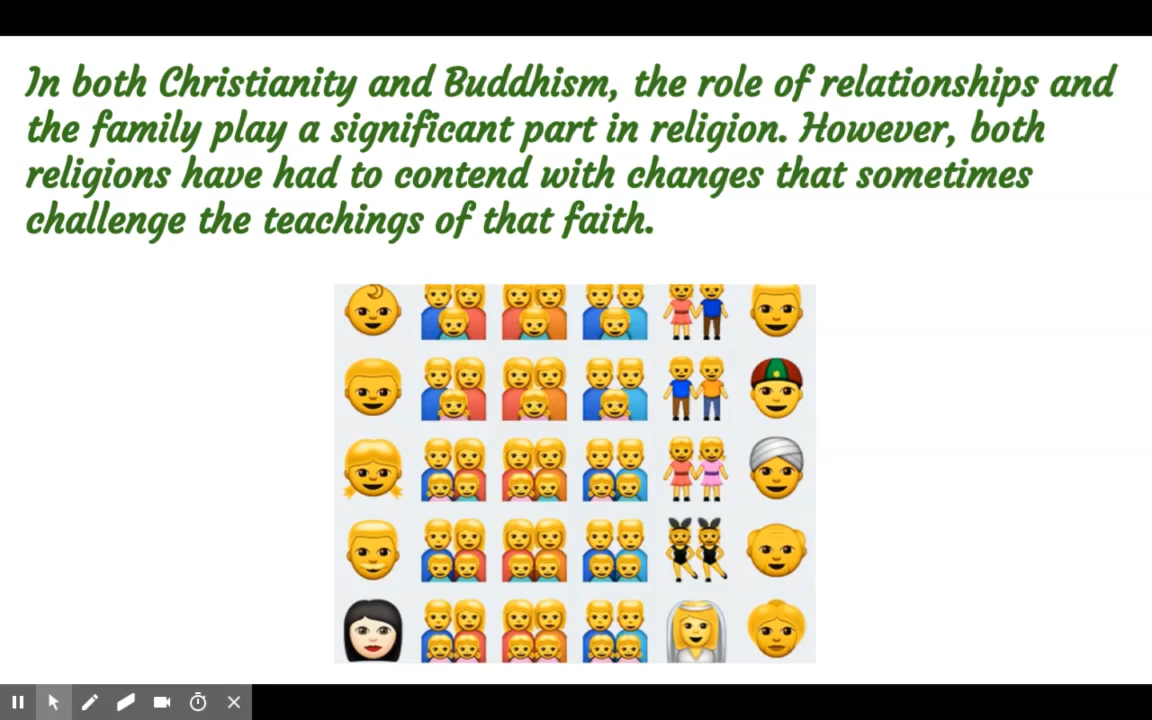 In both Christianity and Buddhism, the role of relationships and
the family play a significant part in religion. However, both
religions have had to contend with changes that sometimes
challenge the teachings of that faith.